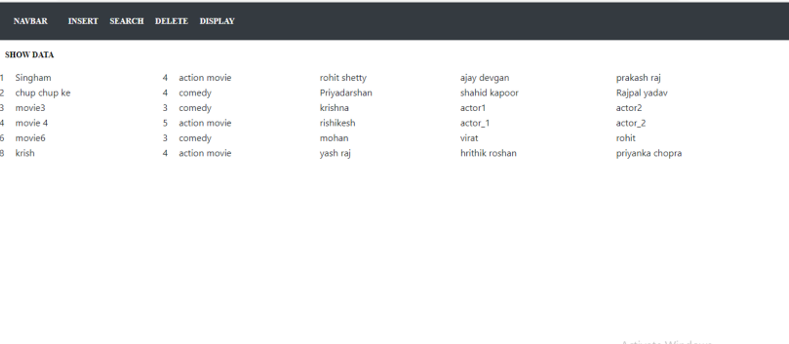 NAVBAR INSERT SEARCH DELETE DISPLAY
SHOW DATA
1 Singham 4 action movie rohit shetty ajay devgan prakash raj
2 chup chup ke 4 comedy Priyadarshan shahid kapoor Rajpal yadav
3 movie3 3 comedy krishna actor1 actor2
4 movie 4 5 action movie rishikesh actor_1 actor_2
6 movie6 3 comedy mohan virat rohit
8 krish 4 action movie yash raj hrithik roshan priyanka chopra